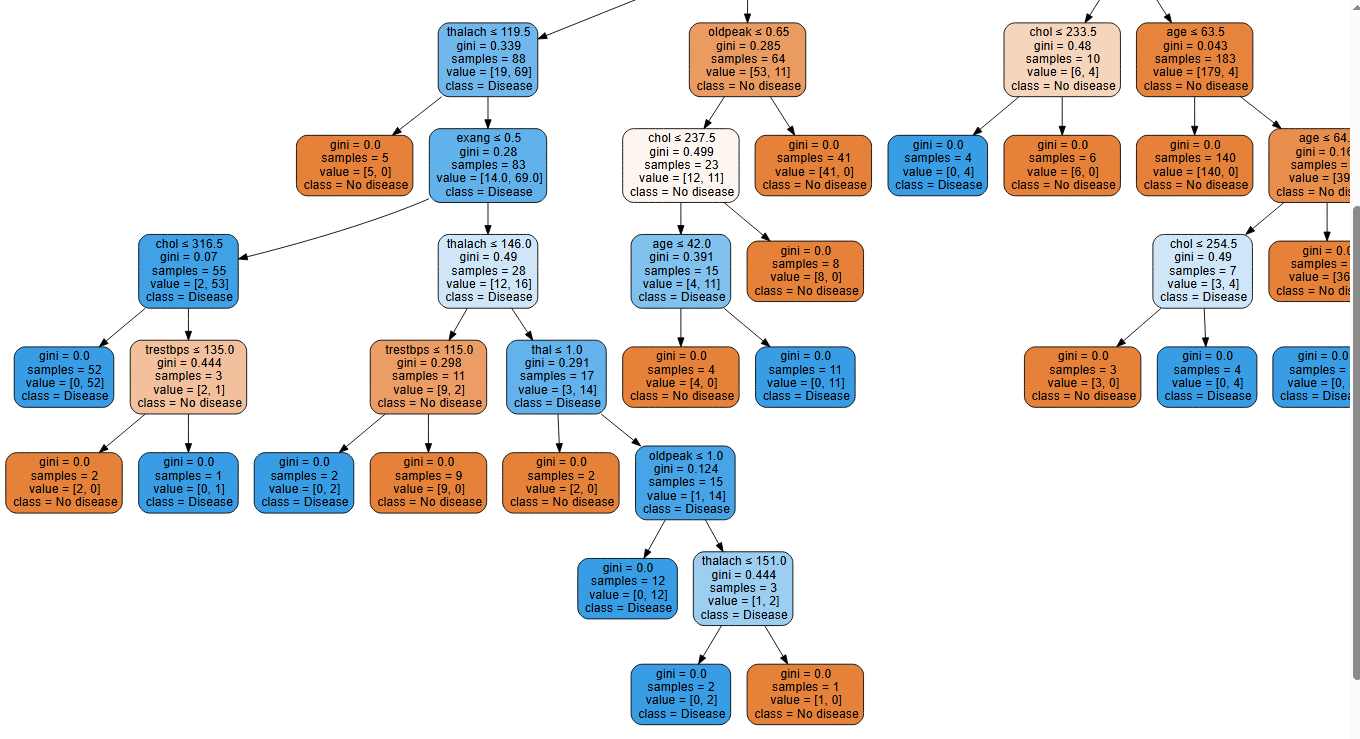 thalach ≤ 119.5
gini = 0.339
samples = 88
value = [19, 69]
class = Disease
oldpeak ≤ 0.65
gini = 0.285
samples = 64
value = [53, 11]
class = No disease
chol ≤ 233.5
gini = 0.48
samples = 10
value = [6, 4]
class = No disease
age ≤ 63.5
gini = 0.043
samples = 183
value = [179, 4]
class = No disease
gini = 0.0
samples = 5
value = [5, 0]
class = No disease
exang ≤ 0.5
gini = 0.28
samples = 83
value = [14.0, 69.0]
class = Disease
chol ≤ 237.5
gini = 0.499
samples = 23
value = [12, 11]
class = No disease
gini = 0.0
samples = 41
value = [41, 0]
class = No disease
gini = 0.0
samples = 4
value = [0, 4]
class = Disease
gini = 0.0
samples = 6
value = [6, 0]
class = No disease
gini = 0.0
samples = 140
value = [140, 0]
class = No disease
age ≤ 64.
gini = 0.16
samples =
value = [39
class = No dis
chol ≤ 316.5
gini = 0.07
samples = 55
value = [2, 53]
class = Disease
thalach ≤ 146.0
gini = 0.49
samples = 28
value = [12, 16]
class = Disease
age ≤ 42.0
gini = 0.391
samples = 15
value = [4, 11]
class = Disease
gini = 0.0
samples = 8
value = [8, 0]
class = No disease
chol ≤ 254.5
gini = 0.49
samples = 7
value = [3, 4]
class = Disease
gini = 0.0
samples =
value = [36
class = No dis
gini = 0.0
samples = 52
value = [0, 52]
class = Disease
trestbps ≤ 135.0
gini = 0.444
samples = 3
value = [2, 1]
class = No disease
trestbps ≤ 115.0
gini = 0.298
samples = 11
value = [9, 2]
class = No disease
thal ≤ 1.0
gini = 0.291
samples = 17
value = [3, 14]
class = Disease
gini = 0.0
samples = 4
value = [4, 0]
class = No disease
gini = 0.0
samples = 11
value = [0, 11]
class = Disease
gini = 0.0
samples = 3
value = [3, 0]
class = No disease
gini = 0.0
samples = 4
value = [0, 4]
class = Disease
gini = 0.0
samples =
value = [0,
class = Disea
gini = 0.0
samples = 2
value = [2, 0]
class = No disease
gini = 0.0
samples = 1
value = [0, 1]
class = Disease
gini = 0.0
samples = 2
value = [0, 2]
class = Disease
gini = 0.0
samples = 9
value = [9, 0]
class = No disease
gini = 0.0
samples = 2
value = [2, 0]
class = No disease
oldpeak ≤ 1.0
gini = 0.124
samples = 15
value = [1, 14]
class = Disease
gini = 0.0
samples = 12
value = [0, 12]
class = Disease
thalach ≤ 151.0
gini = 0.444
samples = 3
value = [1, 2]
class = Disease
gini = 0.0
samples = 2
value = [0, 2]
class = Disease
gini = 0.0
samples = 1
value = [1, 0]
class = No disease